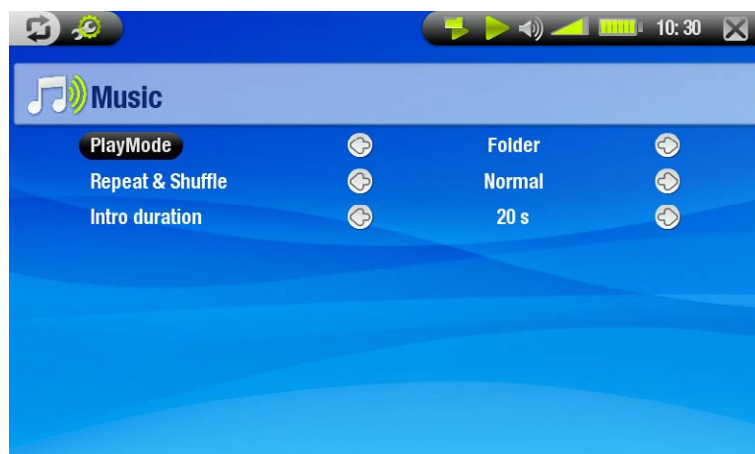 10:30
Music
PlayMode Folder
Repeat & Shuffle Normal
Intro duration 20 s